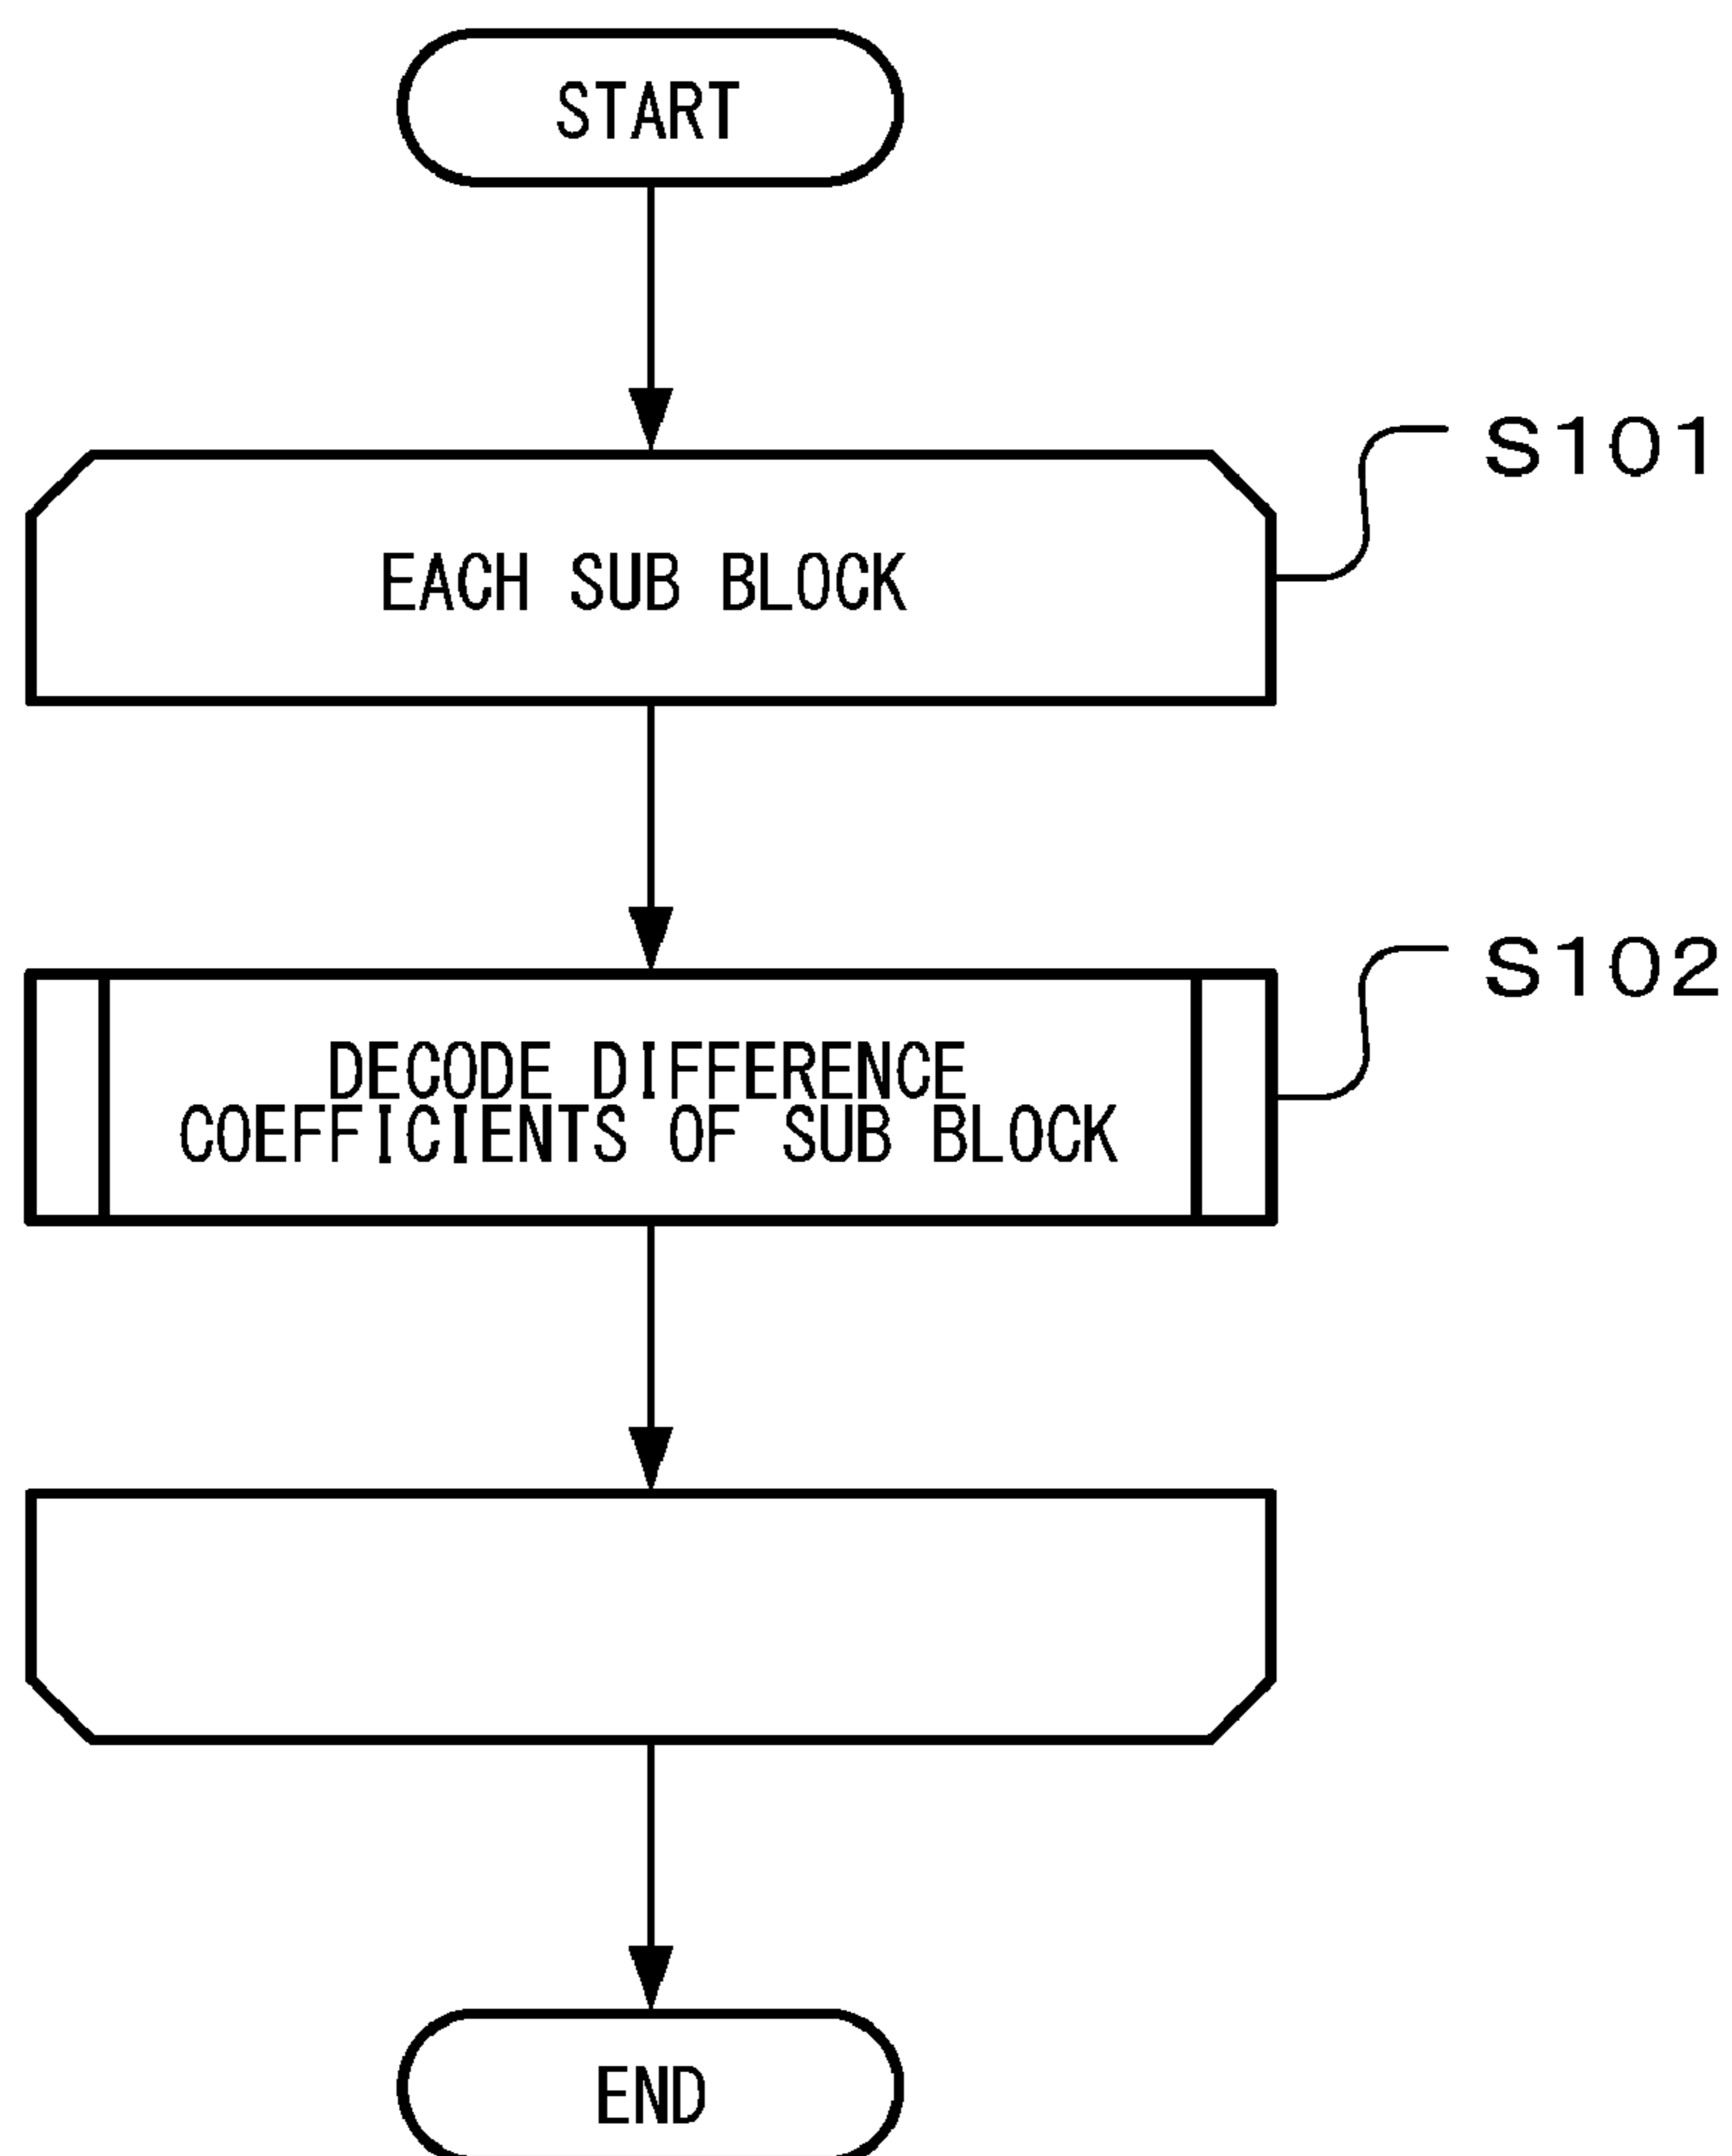 START
EACH SUB BLOCK
S101
DECODE DIFFERENCE
COEFFICIENTS OF SUB BLOCK
S102
END